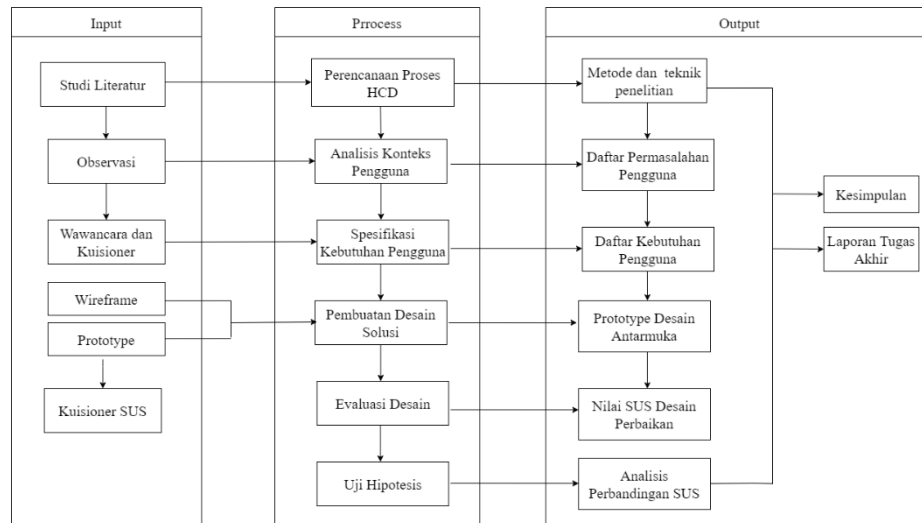 Input
Prrocess
Output
Studi Literatur
Perencanaan Proses
HCD
Metode dan teknik
penelitian
Observasi
Analisis Konteks
Pengguna
Daftar Permasalahan
Pengguna
Kesimpulan
Wawancara dan
Kuisioner
Spesifikasi
Kebutuhan Pengguna
Daftar Kebutuhan
Pengguna
Laporan Tugas
Akhir
Wireframe
Prototype
Pembuatan Desain
Solusi
Prototype Desain
Antarmuka
Kuisioner SUS
Evaluasi Desain
Nilai SUS Desain
Perbaikan
Uji Hipotesis
Analisis
Perbandingan SUS